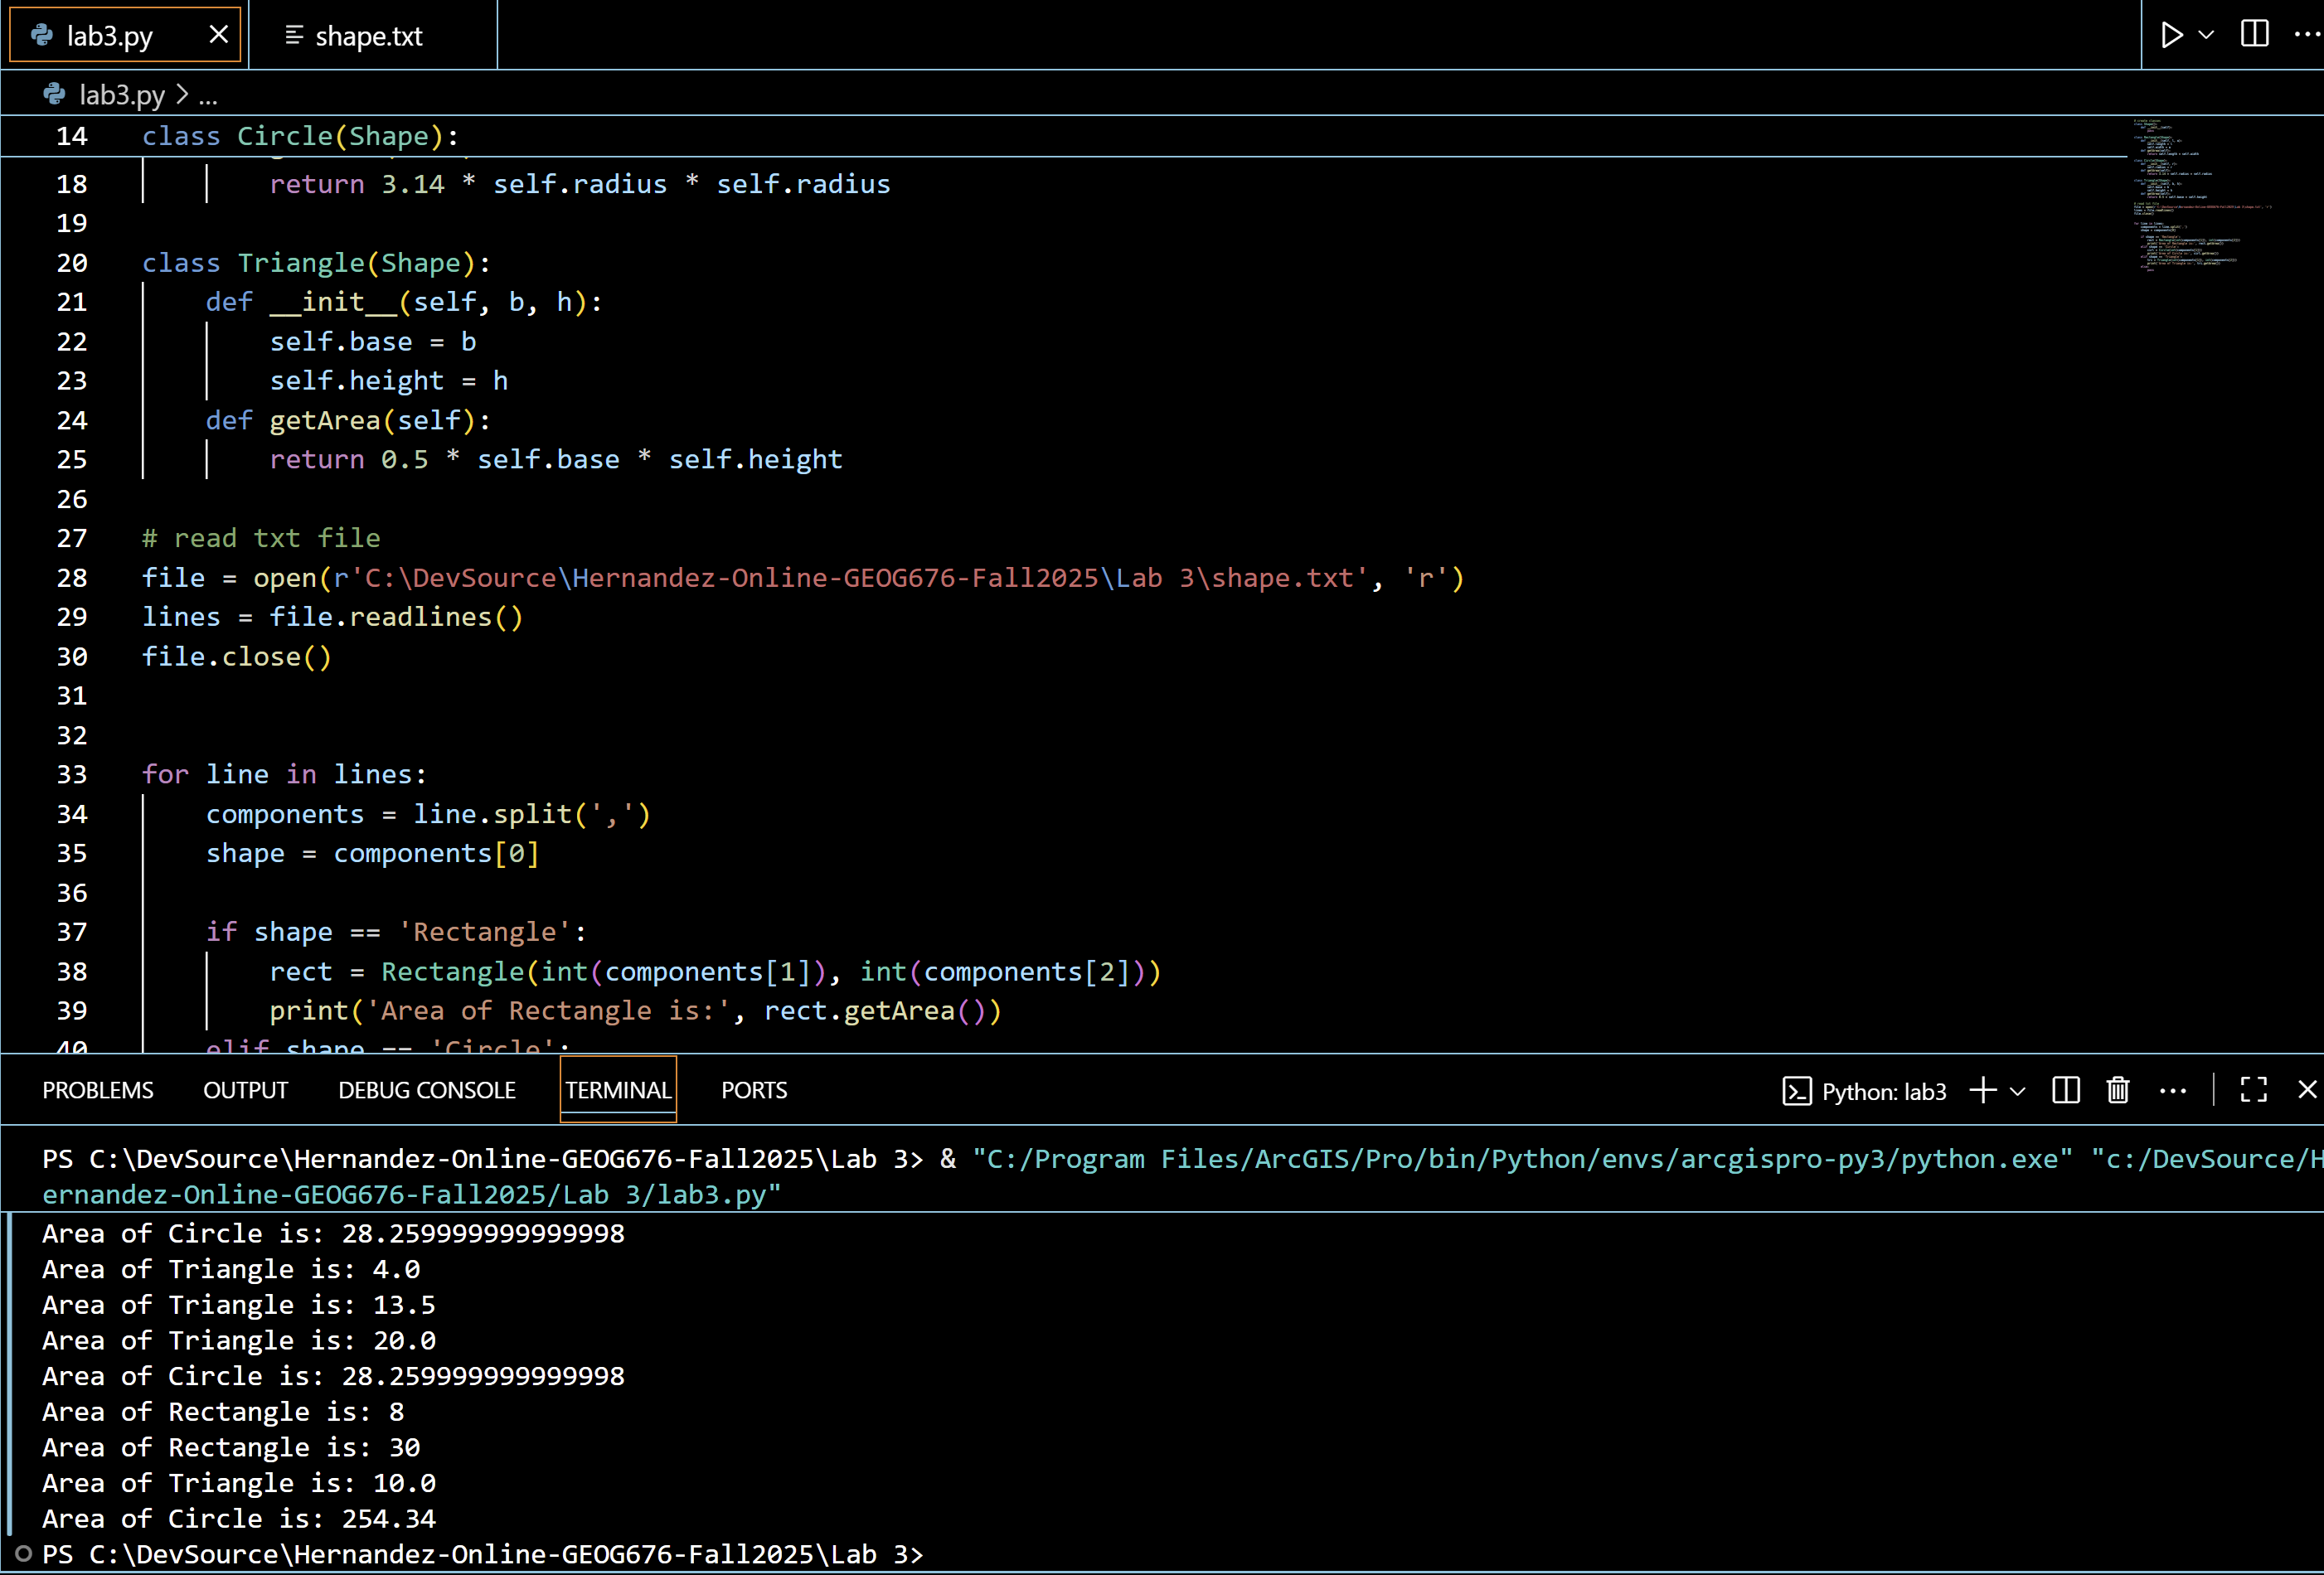 lab3.py
shape.txt
lab3.py > ...
14 class Circle(Shape):
18 return 3.14 * self.radius * self.radius
19
20 class Triangle(Shape):
21 def __init__(self, b, h):
22 self.base = b
23 self.height = h
24 def getArea(self):
25 return 0.5 * self.base * self.height
26
27 # read txt file
28 file = open(r'C:\DevSource\Hernandez-Online-GEOG676-Fall2025\Lab 3\shape.txt', 'r')
29 lines = file.readlines()
30 file.close()
31
32
33 for line in lines:
34 components = line.split(',')
35 shape = components[0]
36
37 if shape == 'Rectangle':
38 rect = Rectangle(int(components[1]), int(components[2]))
39 print('Area of Rectangle is:', rect.getArea())
40 elif shape == 'Circle':
PROBLEMS OUTPUT DEBUG CONSOLE TERMINAL PORTS Python: lab3
PS C:\DevSource\Hernandez-Online-GEOG676-Fall2025\Lab 3> & "C:/Program Files/ArcGIS/Pro/bin/Python/envs/arcgispro-py3/python.exe" "c:/DevSource/H
ernandez-Online-GEOG676-Fall2025/Lab 3/lab3.py"
Area of Circle is: 28.259999999999998
Area of Triangle is: 4.0
Area of Triangle is: 13.5
Area of Triangle is: 20.0
Area of Circle is: 28.259999999999998
Area of Rectangle is: 8
Area of Rectangle is: 30
Area of Triangle is: 10.0
Area of Circle is: 254.34
PS C:\DevSource\Hernandez-Online-GEOG676-Fall2025\Lab 3>